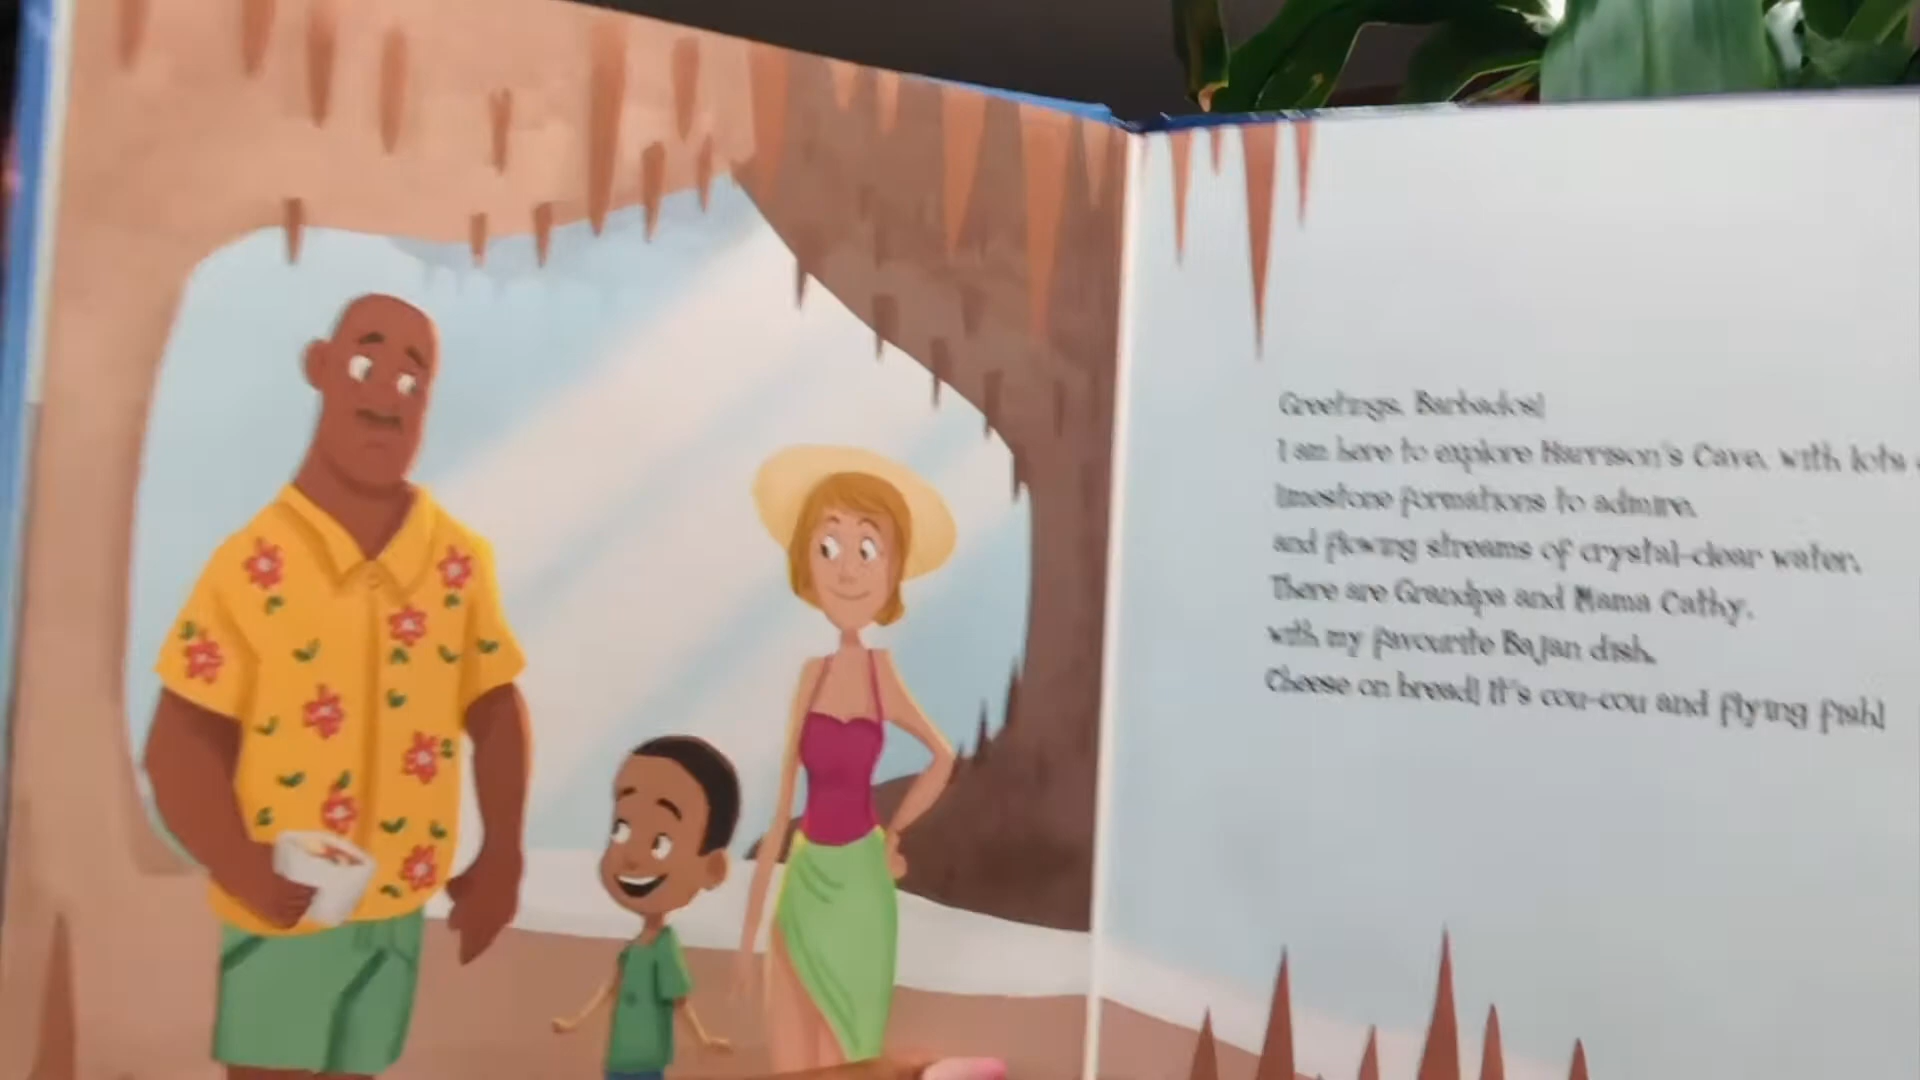 Greetings, Barbados!
I am here to explore Harrison's Cave, with lots
limestone formations to admire,
and flowing streams of crystal-clear water.
There are Grandpa and Mama Cathy,
with my favourite Bajan dish.
Cheese on bread! It's cou-cou and flying fish!